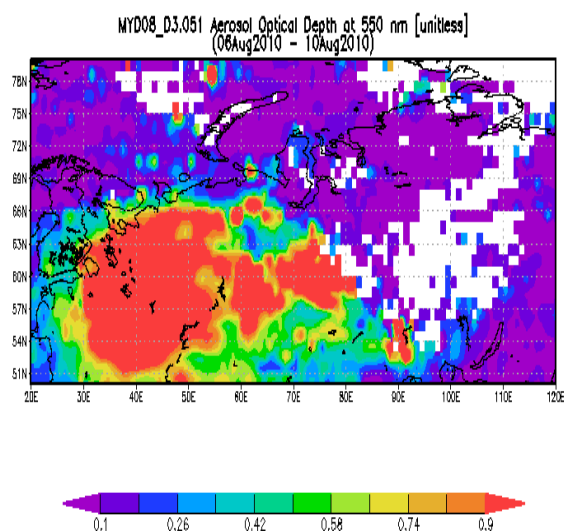 MYD08_D3.051 Aerosol Optical Depth at 550 nm [unitless]
(06Aug2010 - 10Aug2010)
78N
75N
72N
69N
66N
63N
60N
57N
54N
51N
20E 30E 40E 50E 60E 70E 80E 90E 100E 110E 120E
0.1 0.26 0.42 0.58 0.74 0.9